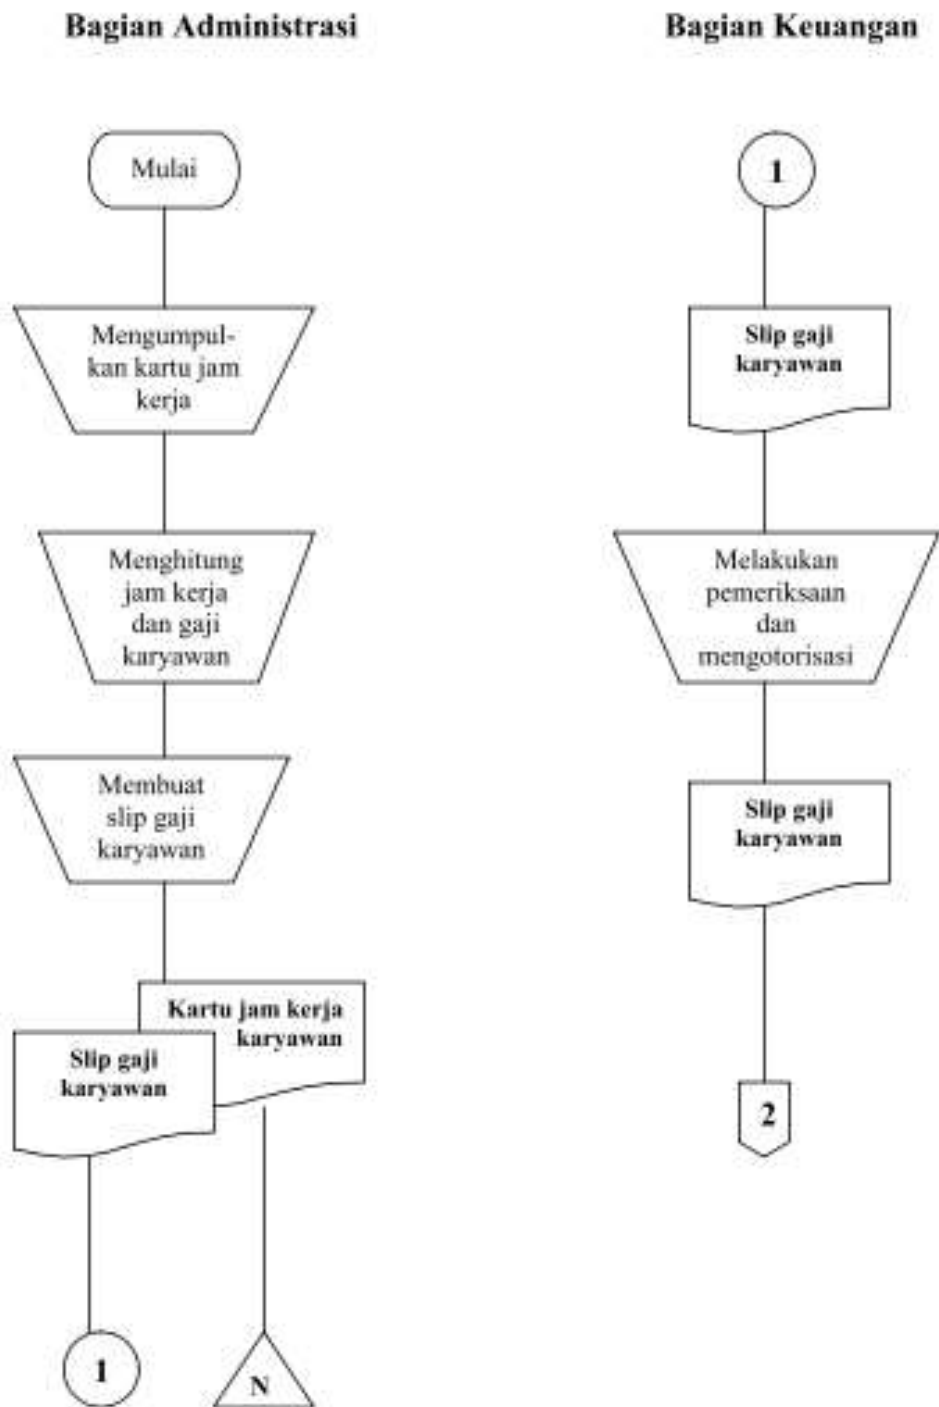 Bagian Administrasi
Mulai
Mengumpul-
kan kartu jam
kerja
Menghitung
jam kerja
dan gaji
karyawan
Membuat
slip gaji
karyawan
Kartu jam kerja
karyawan
Slip gaji
karyawan
1
N
Bagian Keuangan
1
Slip gaji
karyawan
Melakukan
pemeriksaan
dan
mengotorisasi
Slip gaji
karyawan
2